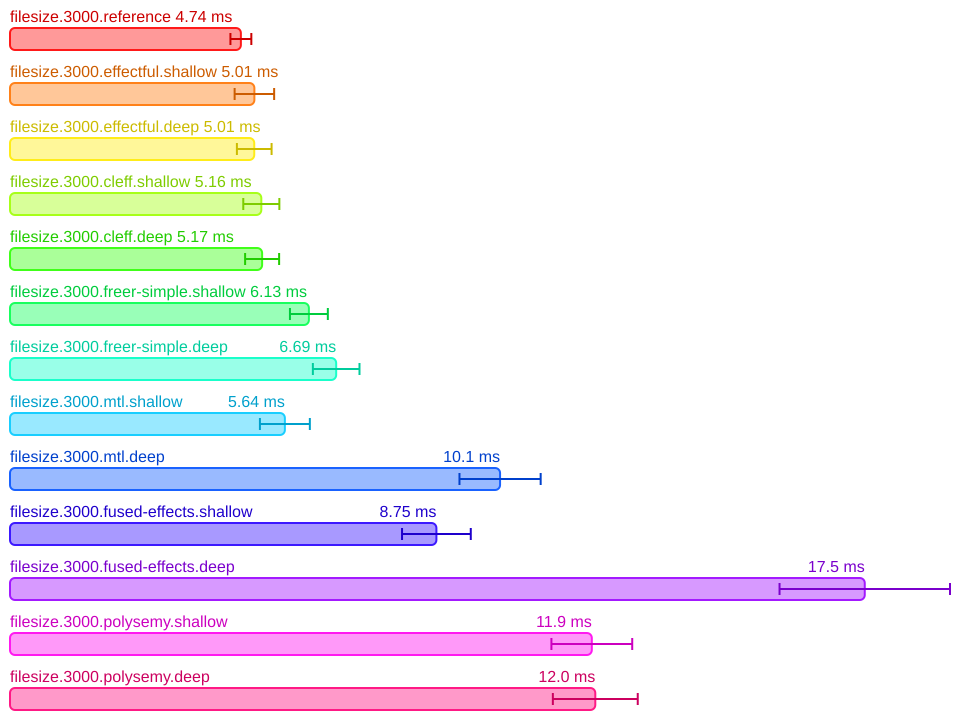 filesize.3000.reference 4.74 ms
filesize.3000.effectful.shallow 5.01 ms
filesize.3000.effectful.deep 5.01 ms
filesize.3000.cleff.shallow 5.16 ms
filesize.3000.cleff.deep 5.17 ms
filesize.3000.freer-simple.shallow 6.13 ms
filesize.3000.freer-simple.deep 6.69 ms
filesize.3000.mtl.shallow 5.64 ms
filesize.3000.mtl.deep 10.1 ms
filesize.3000.fused-effects.shallow 8.75 ms
filesize.3000.fused-effects.deep 17.5 ms
filesize.3000.polysemy.shallow 11.9 ms
filesize.3000.polysemy.deep 12.0 ms